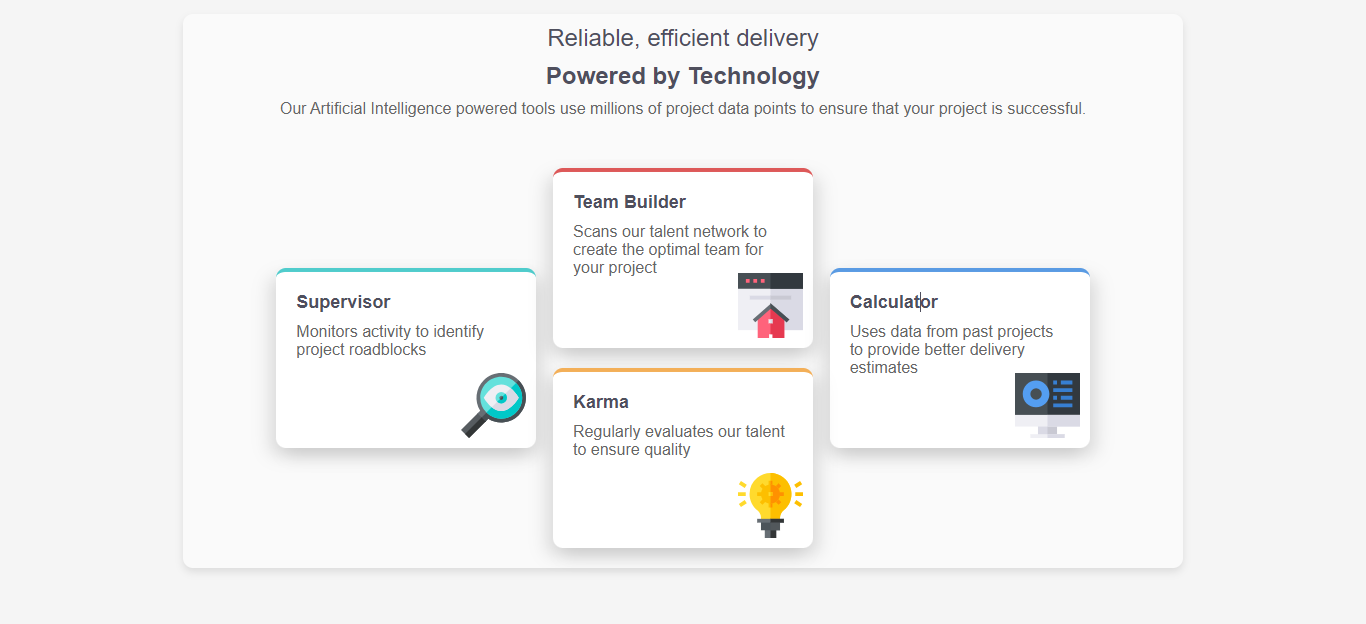 Reliable, efficient delivery
Powered by Technology
Our Artificial Intelligence powered tools use millions of project data points to ensure that your project is successful.
Team Builder
Scans our talent network to
create the optimal team for
your project
Supervisor
Monitors activity to identify
project roadblocks
Calculator
Uses data from past projects
to provide better delivery
estimates
Karma
Regularly evaluates our talent
to ensure quality